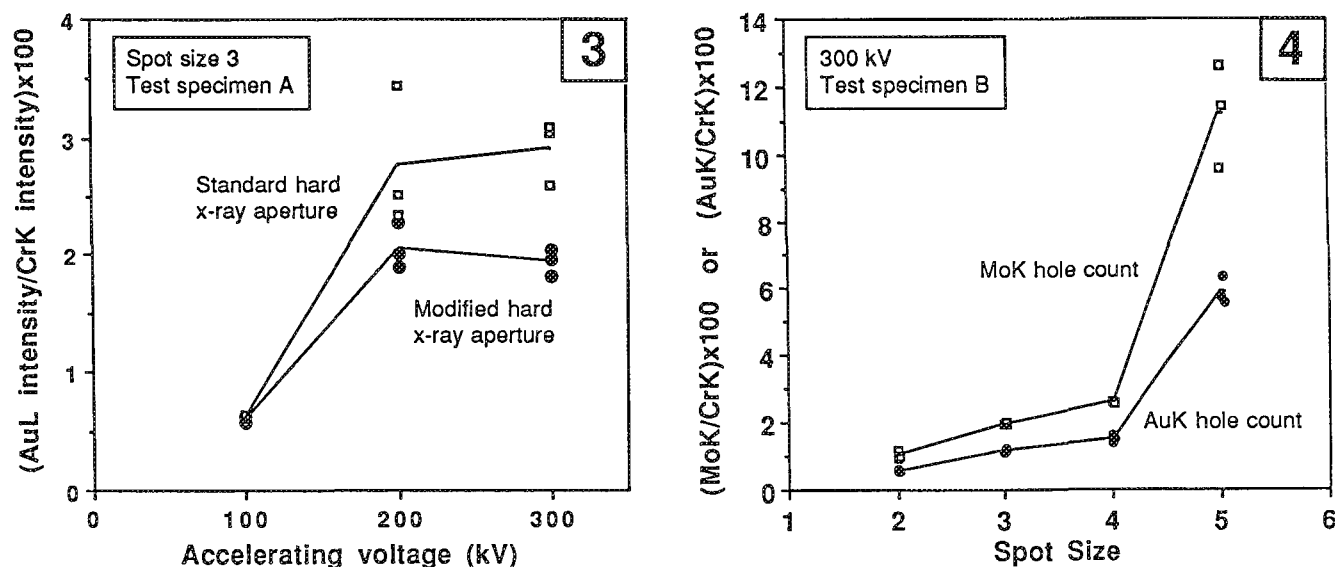 (AuL intensity/CrK intensity)x100
4
3
2
1
0
Spot size 3
Test specimen A
3
Standard hard
x-ray aperture
Modified hard
x-ray aperture
0 100 200 300
Accelerating voltage (kV)
(MoK/CrK)x100 or (AuK/CrK)x100
14
12
10
8
6
4
2
0
300 kV
Test specimen B
4
MoK hole count
AuK hole count
1 2 3 4 5 6
Spot Size